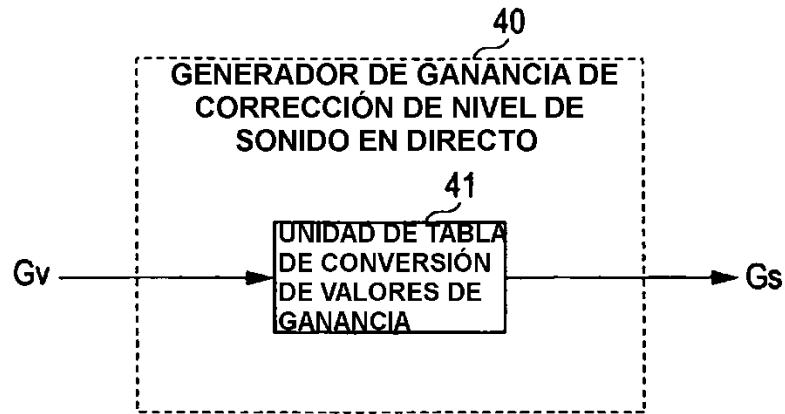 40
GENERADOR DE GANANCIA DE
CORRECCIÓN DE NIVEL DE
SONIDO EN DIRECTO
41
UNIDAD DE TABLA
DE CONVERSIÓN
DE VALORES DE
GANANCIA
Gv
Gs